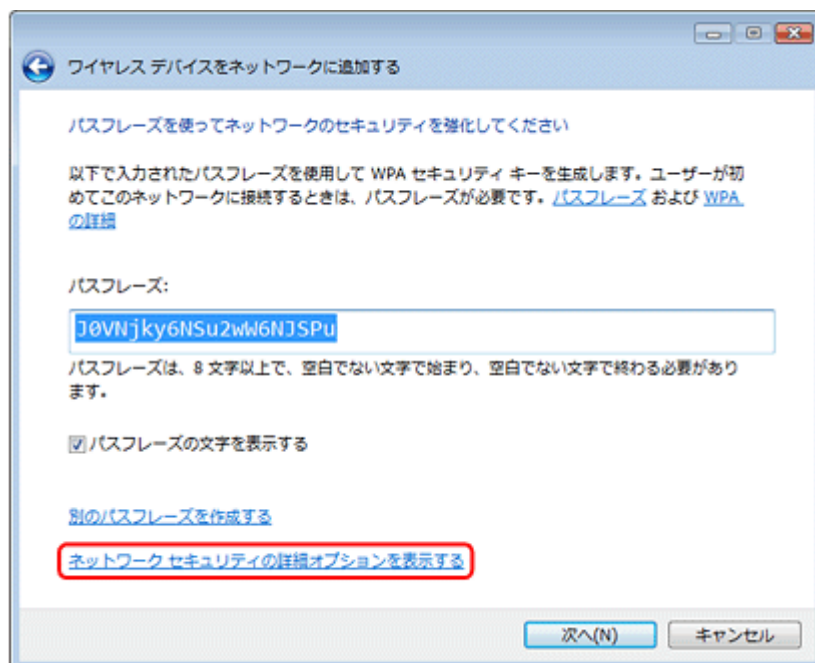 ワイヤレス デバイスをネットワークに追加する
パスフレーズを使ってネットワークのセキュリティを強化してください
以下で入力されたパスフレーズを使用して WPA セキュリティ キーを生成します。ユーザーが初
めてこのネットワークに接続するときは、パスフレーズが必要です。パスフレーズ および WPA
の詳細
パスフレーズ:
J0VNjky6NSu2wW6NJSPu
パスフレーズは、8 文字以上で、空白でない文字で始まり、空白でない文字で終わる必要があり
ます。
パスフレーズの文字を表示する
別のパスフレーズを作成する
ネットワーク セキュリティの詳細オプションを表示する
次へ(N)
キャンセル